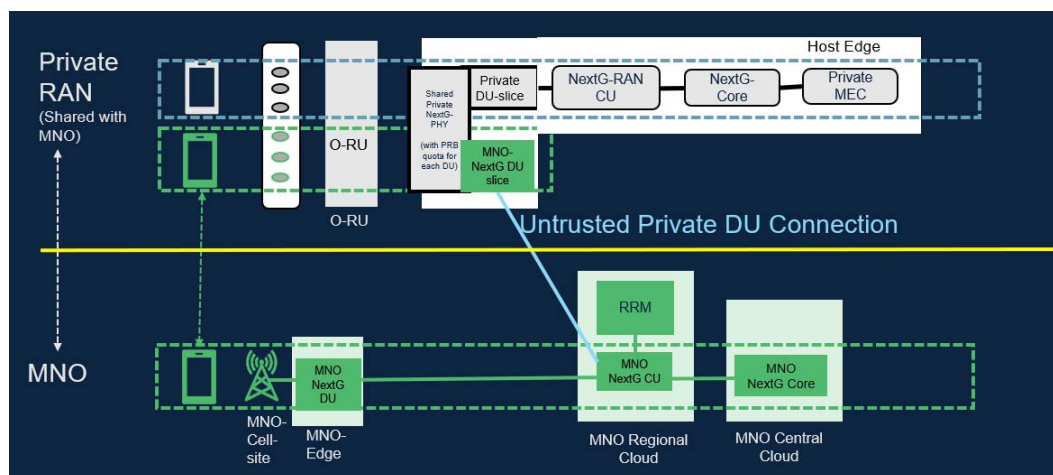 Private
RAN
(Shared with
MNO)
O-RU
O-RU
Shared
Private
NextG-
PHY
(with PRB
quota for
each DU)
Private
DU-slice
MNO-
NextG DU
slice
Host Edge
NextG-RAN
CU
NextG-
Core
Private
MEC
Untrusted Private DU Connection
MNO
MNO-
Cell-
site
MNO
NextG
DU
MNO-
Edge
RRM
MNO
NextG CU
MNO Regional
Cloud
MNO
NextG Core
MNO Central
Cloud